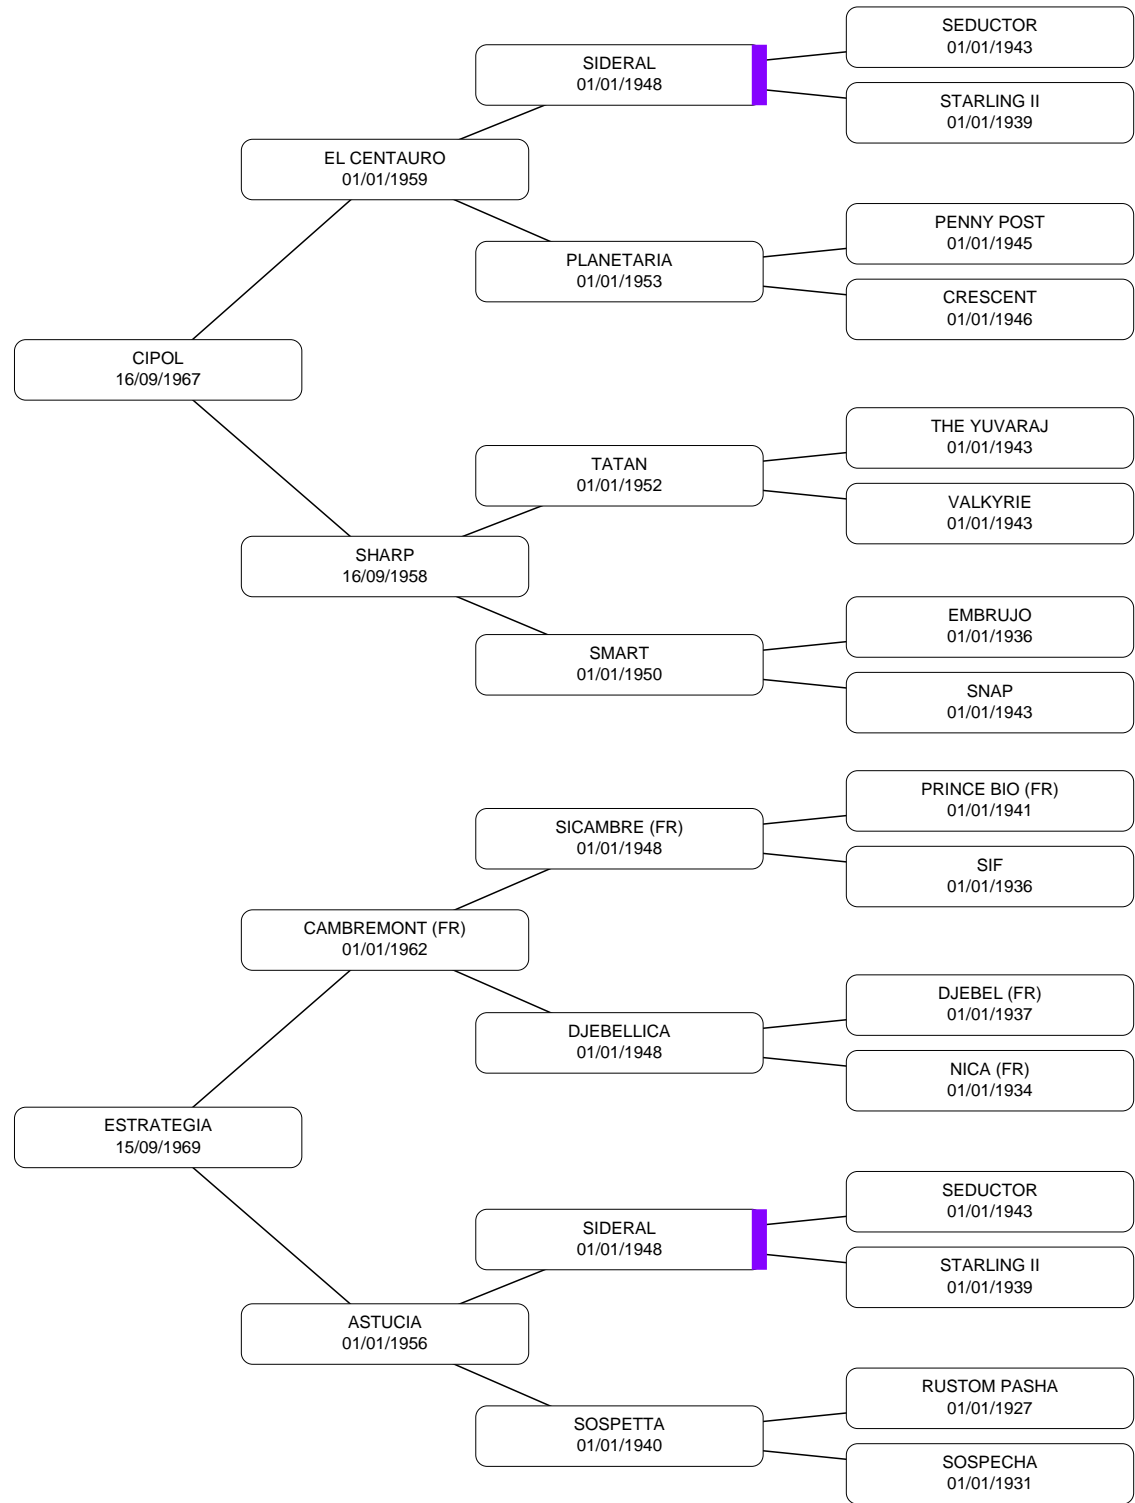 SEDUCTOR
01/01/1943
SIDERAL
01/01/1948
STARLING II
01/01/1939
EL CENTAURO
01/01/1959
PENNY POST
01/01/1945
PLANETARIA
01/01/1953
CRESCENT
01/01/1946
CIPOL
16/09/1967
THE YUVARAJ
01/01/1943
TATAN
01/01/1952
VALKYRIE
01/01/1943
SHARP
16/09/1958
EMBRUJO
01/01/1936
SMART
01/01/1950
SNAP
01/01/1943
PRINCE BIO (FR)
01/01/1941
SICAMBRE (FR)
01/01/1948
SIF
01/01/1936
CAMBREMONT (FR)
01/01/1962
DJEBEL (FR)
01/01/1937
DJEBELLICA
01/01/1948
NICA (FR)
01/01/1934
ESTRATEGIA
15/09/1969
SEDUCTOR
01/01/1943
SIDERAL
01/01/1948
STARLING II
01/01/1939
ASTUCIA
01/01/1956
RUSTOM PASHA
01/01/1927
SOSPETTA
01/01/1940
SOSPECHA
01/01/1931